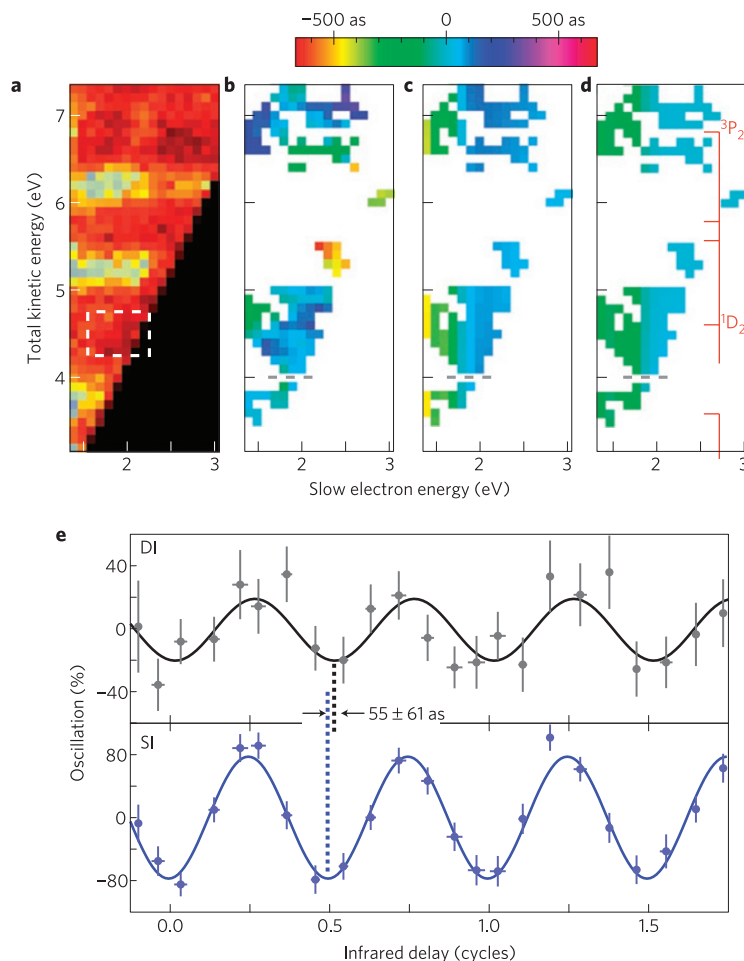 −500 as 0 500 as
a b c d
7
6
5
4
Total kinetic energy (eV)
³P₂
¹D₂
2 3 2 3 2 3 2 3
Slow electron energy (eV)
e
DI
40
0
−40
55 ± 61 as
Oscillation (%)
SI
80
0
−80
0.0 0.5 1.0 1.5
Infrared delay (cycles)